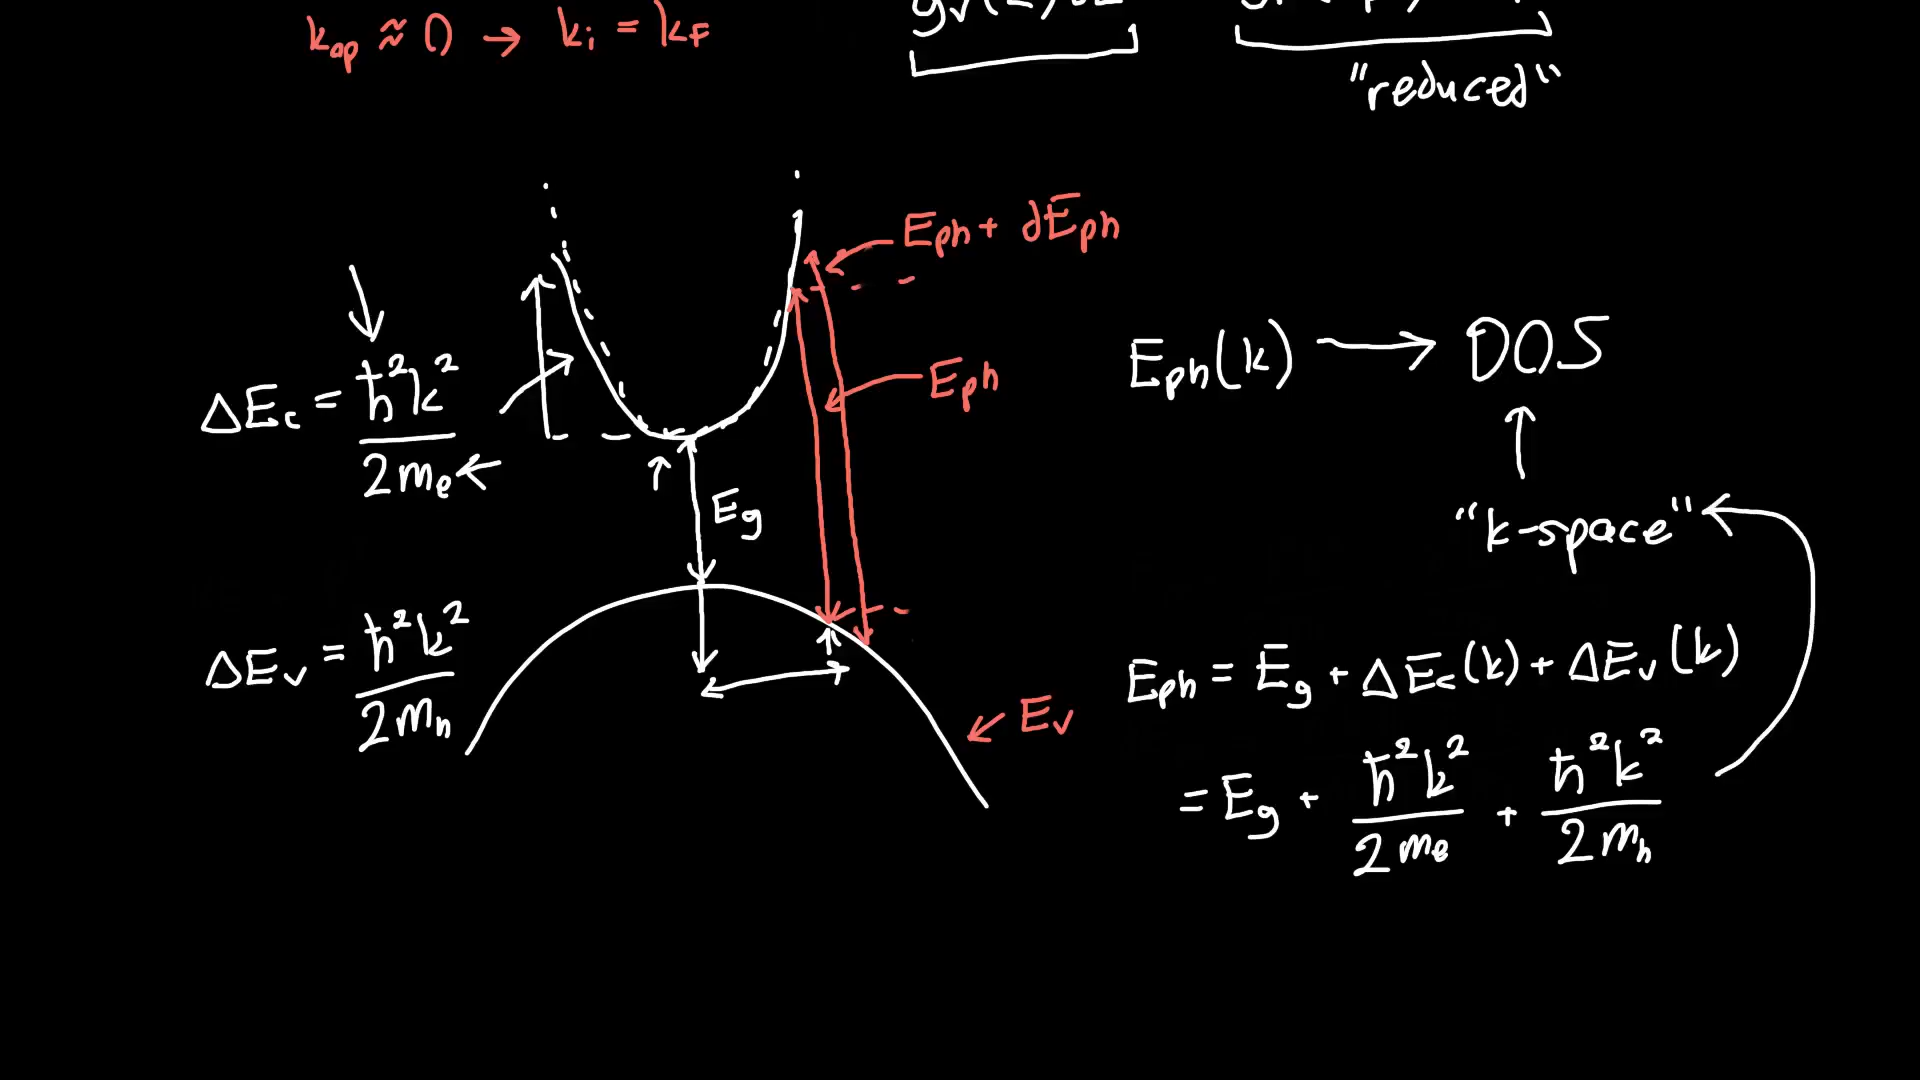 k_op ≈ 0 → k_i = k_F
"reduced"
E_ph + dE_ph
E_ph
ΔE_c = ħ²k² / 2m_e
E_g
E_ph(k) → DOS
"k-space"
ΔE_v = ħ²k² / 2m_h
E_v
E_ph = E_g + ΔE_c(k) + ΔE_v(k)
= E_g + ħ²k² / 2m_e + ħ²k² / 2m_h